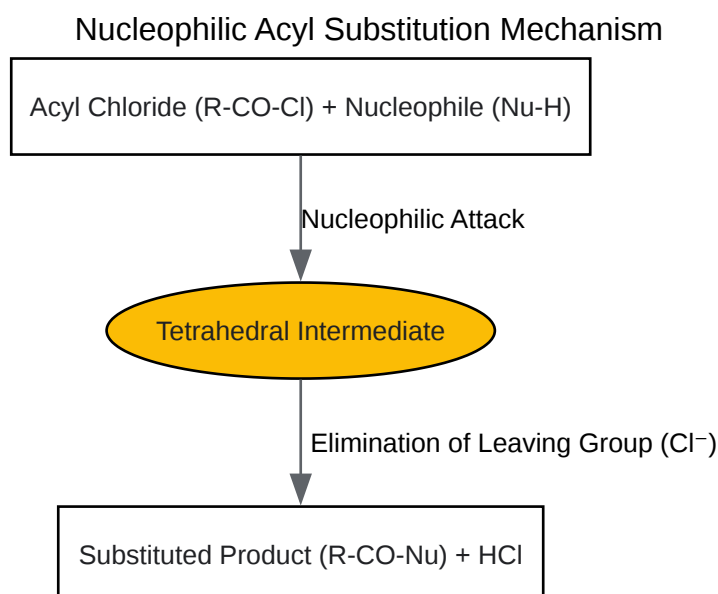 Nucleophilic Acyl Substitution Mechanism
Acyl Chloride (R-CO-Cl) + Nucleophile (Nu-H)
Nucleophilic Attack
Tetrahedral Intermediate
Elimination of Leaving Group (Cl⁻)
Substituted Product (R-CO-Nu) + HCl